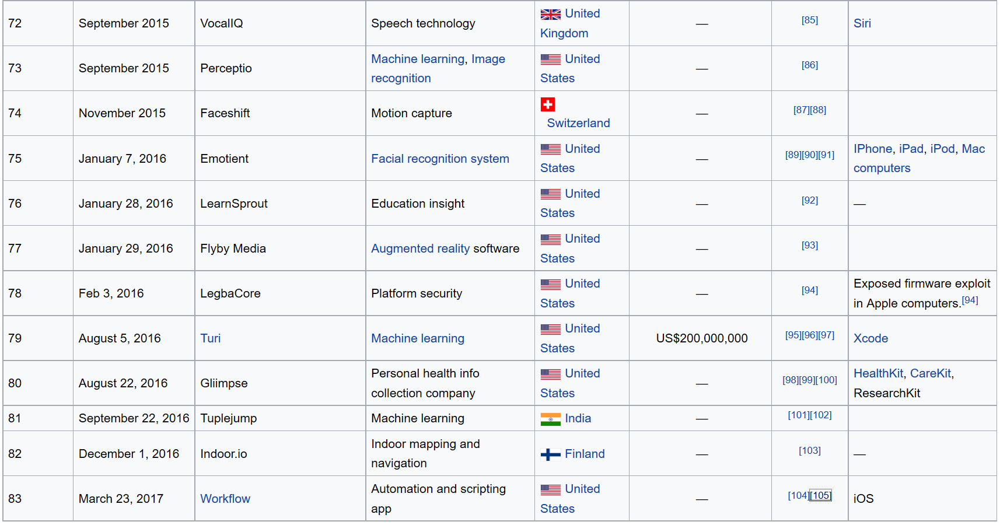 72 September 2015 VocalIQ Speech technology United Kingdom — [85] Siri
73 September 2015 Perceptio Machine learning, Image recognition United States — [86]
74 November 2015 Faceshift Motion capture Switzerland — [87][88]
75 January 7, 2016 Emotient Facial recognition system United States — [89][90][91] IPhone, iPad, iPod, Mac computers
76 January 28, 2016 LearnSprout Education insight United States — [92] —
77 January 29, 2016 Flyby Media Augmented reality software United States — [93]
78 Feb 3, 2016 LegbaCore Platform security United States — [94] Exposed firmware exploit in Apple computers.[94]
79 August 5, 2016 Turi Machine learning United States US$200,000,000 [95][96][97] Xcode
80 August 22, 2016 Gliimpse Personal health info collection company United States — [98][99][100] HealthKit, CareKit, ResearchKit
81 September 22, 2016 Tuplejump Machine learning India — [101][102]
82 December 1, 2016 Indoor.io Indoor mapping and navigation Finland — [103] —
83 March 23, 2017 Workflow Automation and scripting app United States — [104][105] iOS